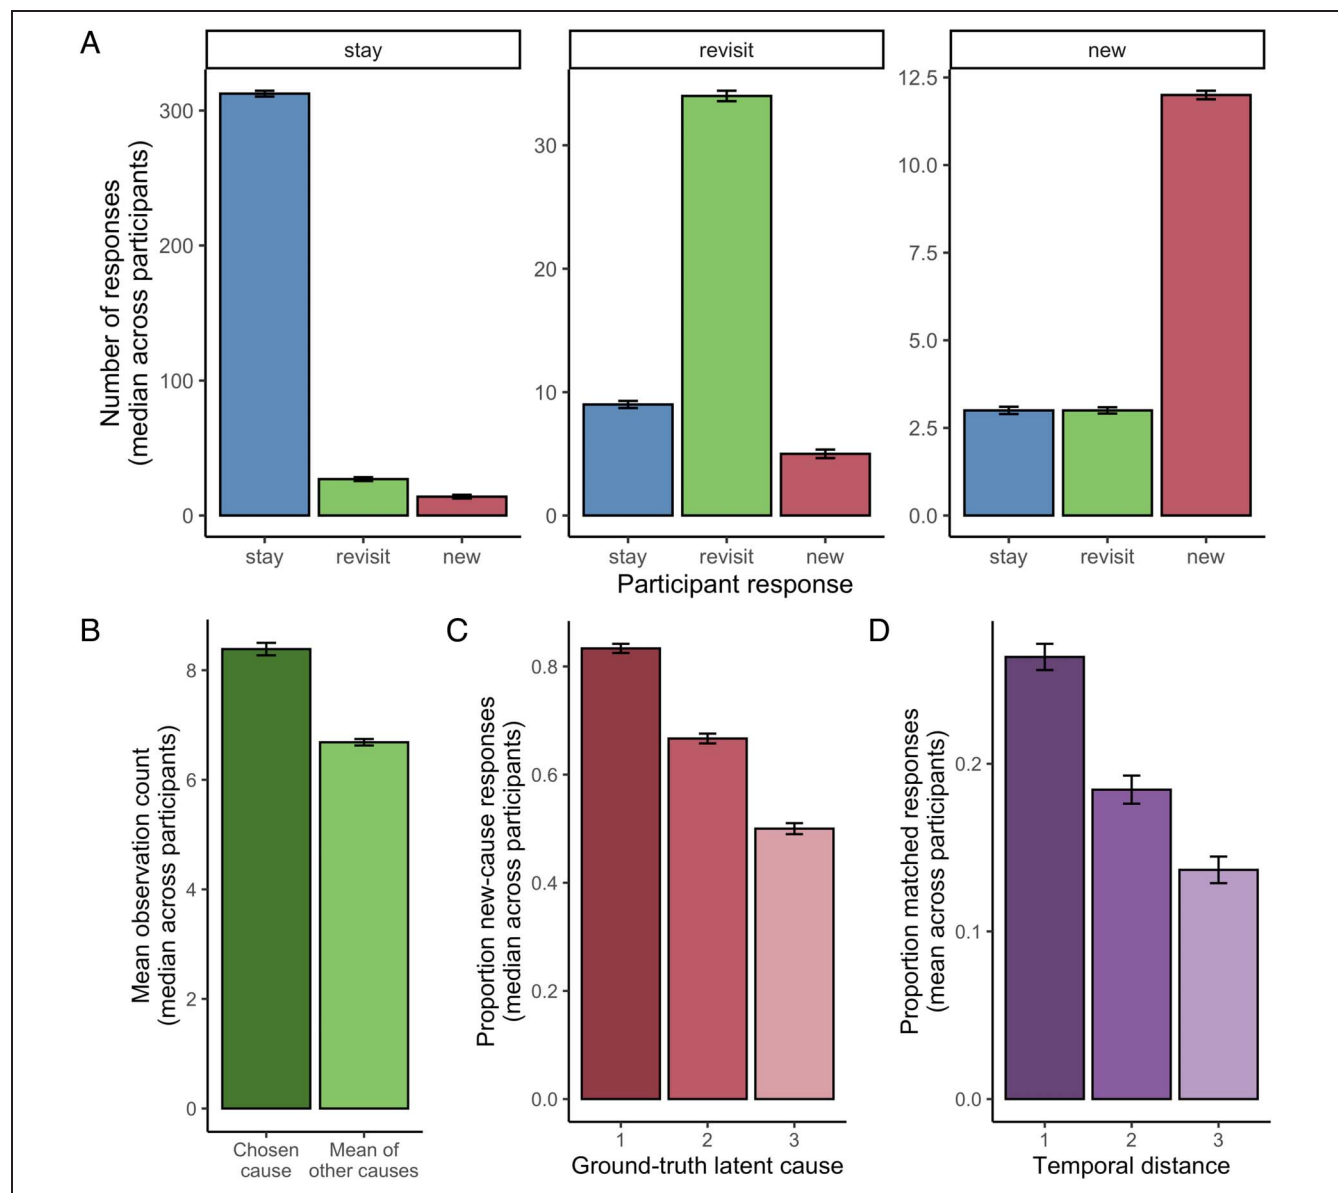 A
stay
revisit
new
Number of responses
(median across participants)
300
200
100
0
30
20
10
0
12.5
10.0
7.5
5.0
2.5
0.0
stay
revisit
new
stay
revisit
new
stay
revisit
new
Participant response
B
Mean observation count
(median across participants)
8
6
4
2
0
Chosen
cause
Mean of
other causes
C
Proportion new-cause responses
(median across participants)
0.8
0.6
0.4
0.2
0.0
1
2
3
Ground-truth latent cause
D
Proportion matched responses
(mean across participants)
0.2
0.1
0.0
1
2
3
Temporal distance